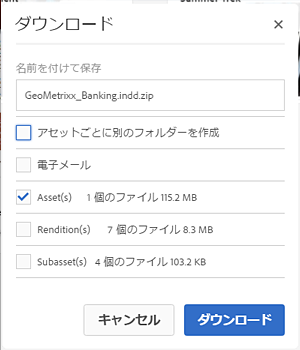 ダウンロード
名前を付けて保存
GeoMetrixx_Banking.indd.zip
アセットごとに別のフォルダーを作成
電子メール
Asset(s) 1 個のファイル 115.2 MB
Rendition(s) 7 個のファイル 8.3 MB
Subasset(s) 4 個のファイル 103.2 KB
キャンセル ダウンロード